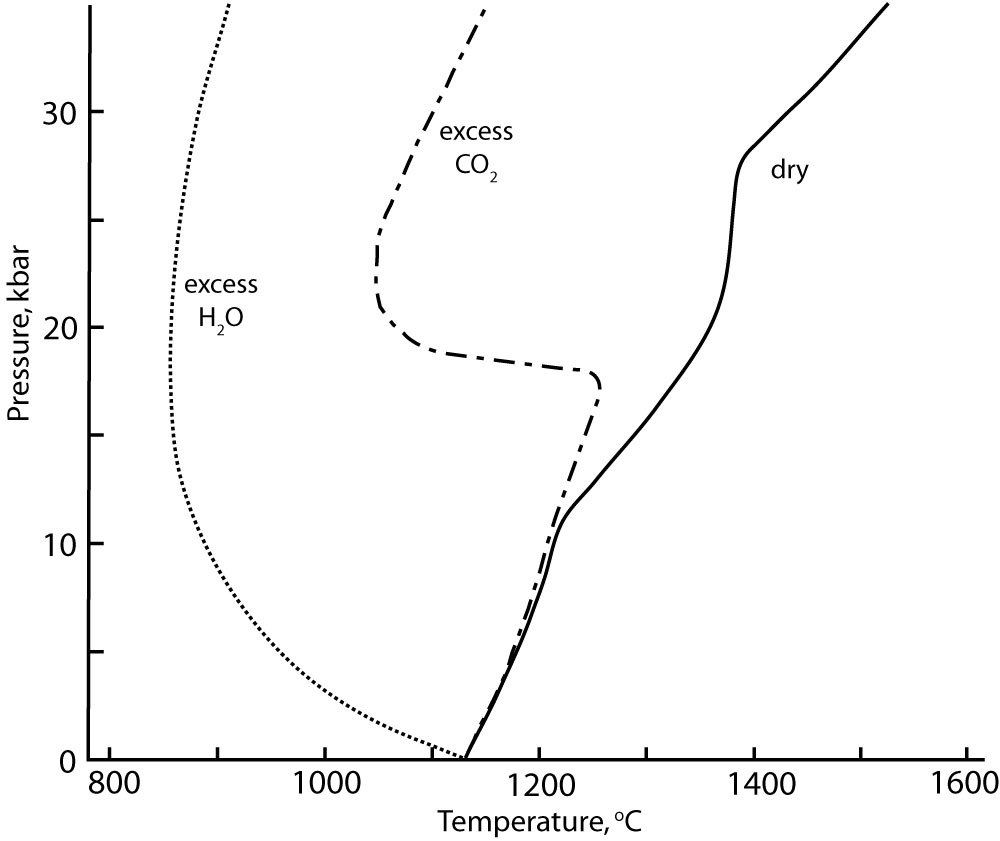 30
excess
CO₂
dry
excess
H₂O
20
Pressure, kbar
10
0
800
1000
1200
1400
1600
Temperature, °C